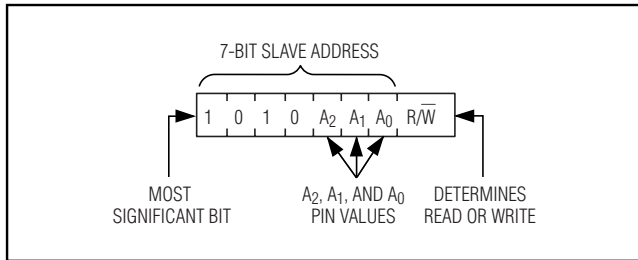 7-BIT SLAVE ADDRESS
1 0 1 0 A₂ A₁ A₀ R/W̅
MOST
SIGNIFICANT BIT
A₂, A₁, AND A₀
PIN VALUES
DETERMINES
READ OR WRITE